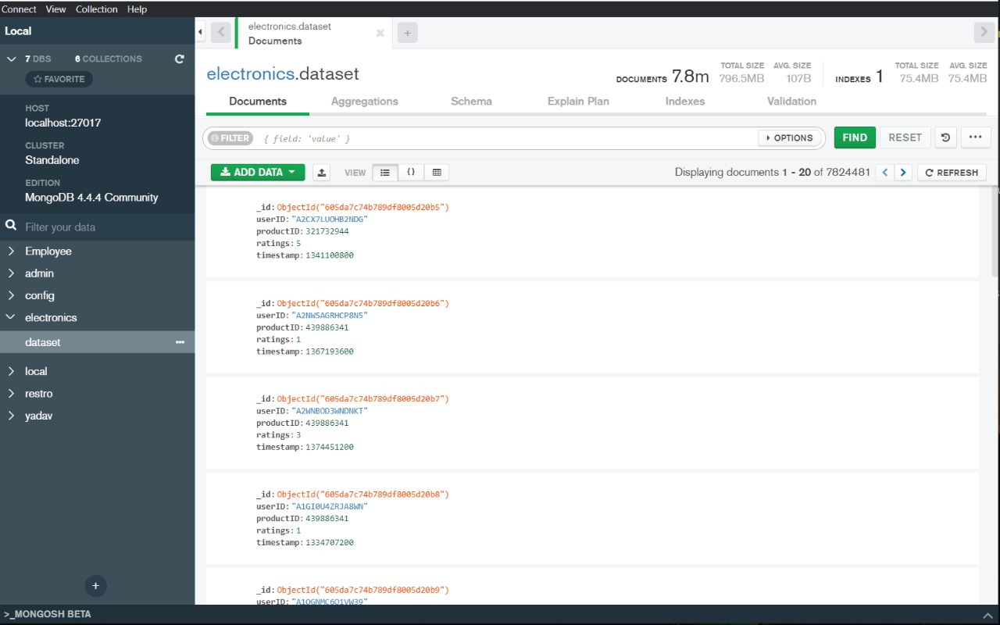 Connect View Collection Help
Local
7 DBS 6 COLLECTIONS
FAVORITE
HOST
localhost:27017
CLUSTER
Standalone
EDITION
MongoDB 4.4.4 Community
Filter your data
Employee
admin
config
electronics
dataset
local
restro
yadav
>_MONGOSH BETA
electronics.dataset
Documents
electronics.dataset
DOCUMENTS 7.8m TOTAL SIZE 796.5MB AVG. SIZE 107B
INDEXES 1 TOTAL SIZE 75.4MB AVG. SIZE 75.4MB
Documents Aggregations Schema Explain Plan Indexes Validation
FILTER { field: 'value' } OPTIONS FIND RESET
ADD DATA VIEW { } Displaying documents 1 - 20 of 7824481 REFRESH
_id: ObjectId("605da7c74b789df8005d20b5")
userID: "A2CX7LUOHB2NDG"
productID: 321732944
ratings: 5
timestamp: 1341100800
_id: ObjectId("605da7c74b789df8005d20b6")
userID: "A2NWSAGRHCP8N5"
productID: 439886341
ratings: 1
timestamp: 1367193600
_id: ObjectId("605da7c74b789df8005d20b7")
userID: "A2WNBOD3WNDNKT"
productID: 439886341
ratings: 3
timestamp: 1374451200
_id: ObjectId("605da7c74b789df8005d20b8")
userID: "A1GI0U4ZRJA8WN"
productID: 439886341
ratings: 1
timestamp: 1334707200
_id: ObjectId("605da7c74b789df8005d20b9")
userID: "A1QGNMC6O1VW39"